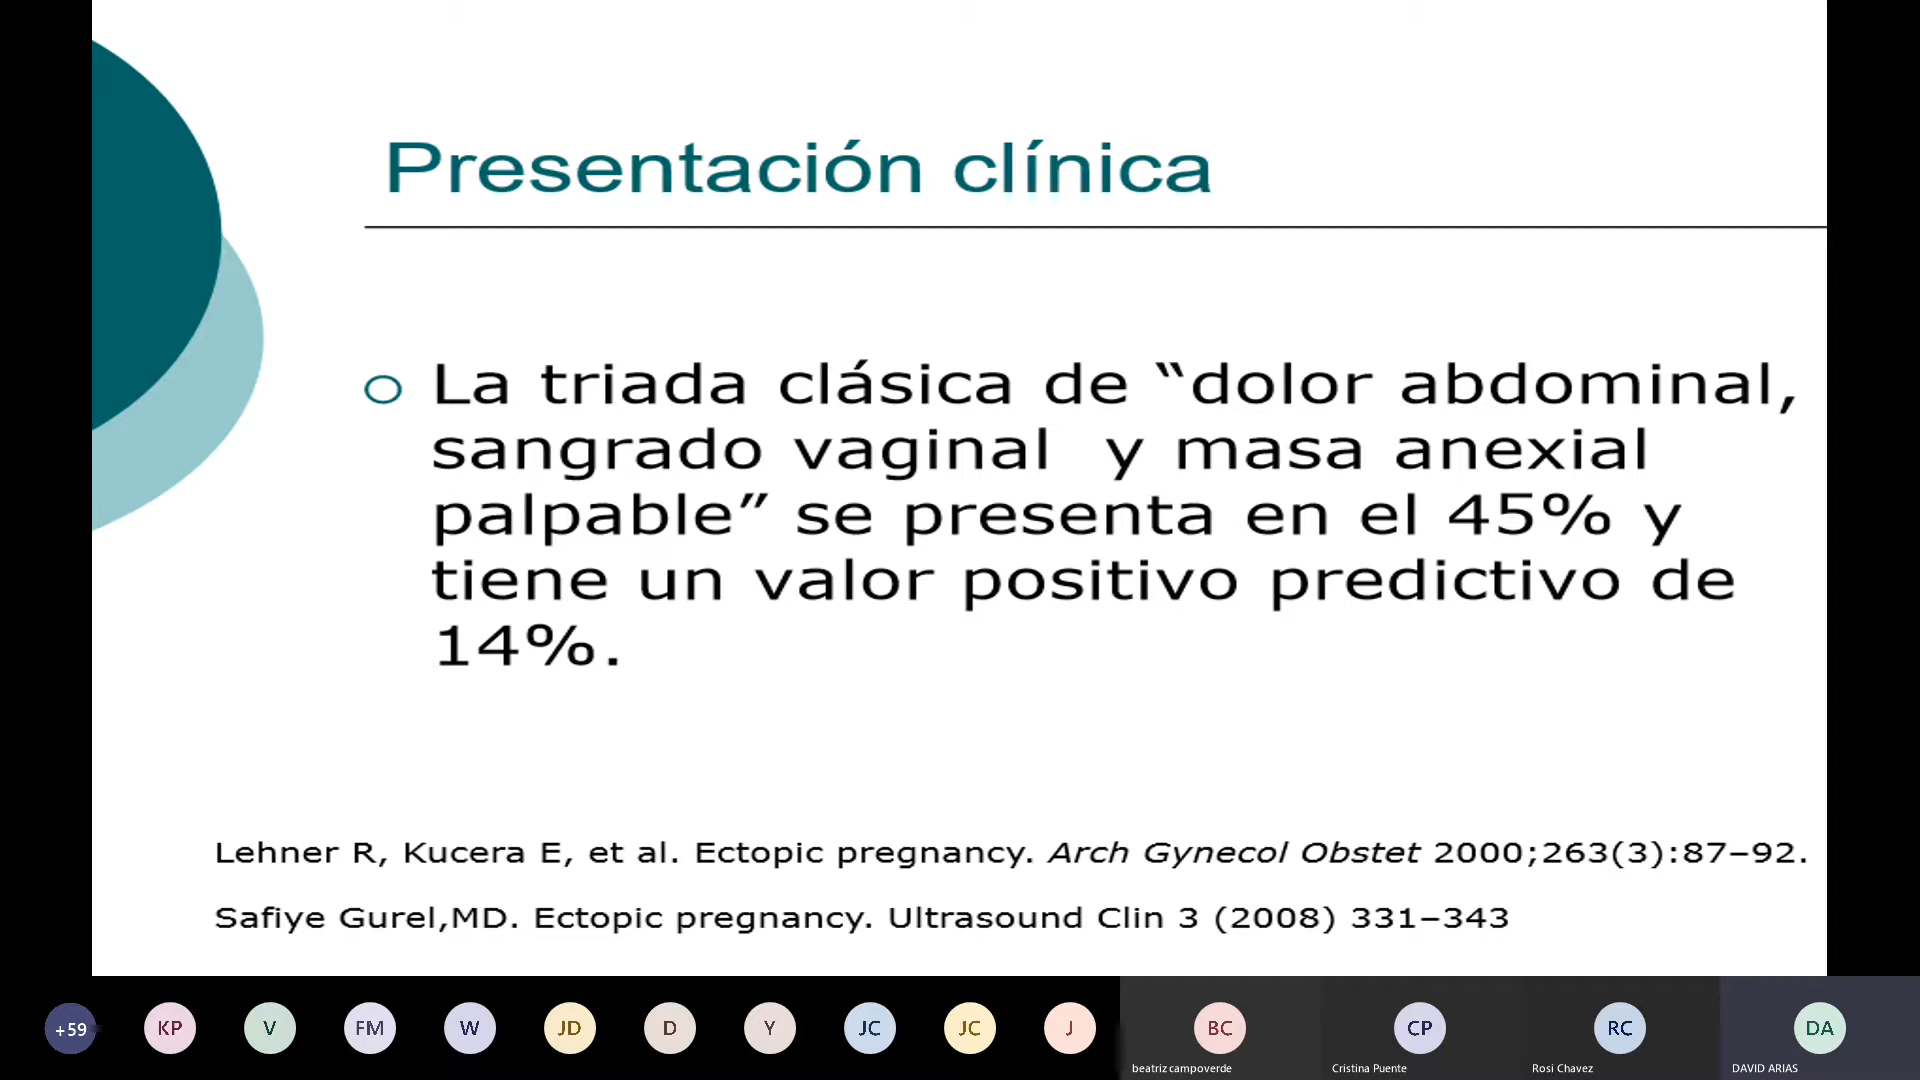 Presentación clínica
La triada clásica de “dolor abdominal,
sangrado vaginal y masa anexial
palpable” se presenta en el 45% y
tiene un valor positivo predictivo de
14%.
Lehner R, Kucera E, et al. Ectopic pregnancy. Arch Gynecol Obstet 2000;263(3):87–92.
Safiye Gurel,MD. Ectopic pregnancy. Ultrasound Clin 3 (2008) 331–343
+59 KP V FM W JD D Y JC JC J BC CP RC DA
beatriz campoverde Cristina Puente Rosi Chavez DAVID ARIAS